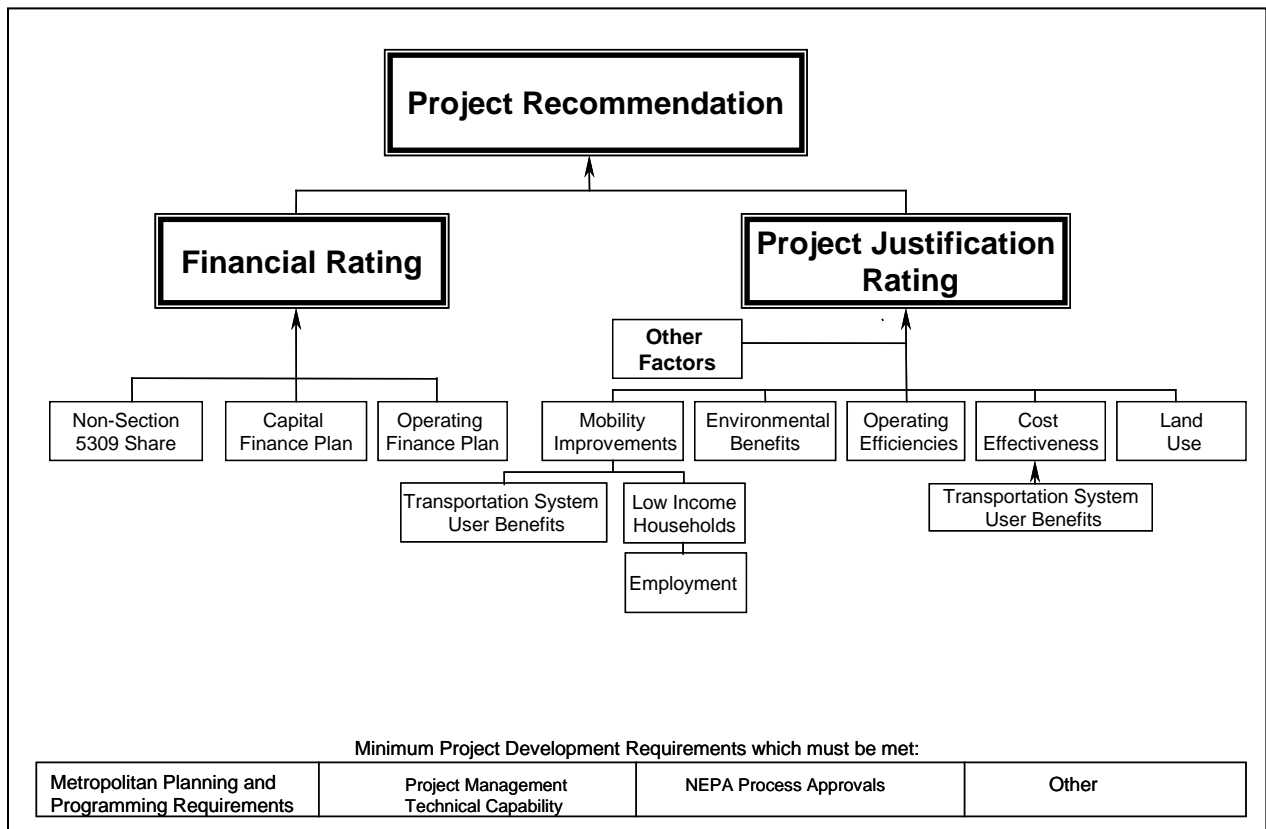 Project Recommendation
Financial Rating
Project Justification
Rating
Other
Factors
Non-Section
5309 Share
Capital
Finance Plan
Operating
Finance Plan
Mobility
Improvements
Environmental
Benefits
Operating
Efficiencies
Cost
Effectiveness
Land
Use
Transportation System
User Benefits
Low Income
Households
Transportation System
User Benefits
Employment
Minimum Project Development Requirements which must be met:
Metropolitan Planning and
Programming Requirements
Project Management
Technical Capability
NEPA Process Approvals
Other